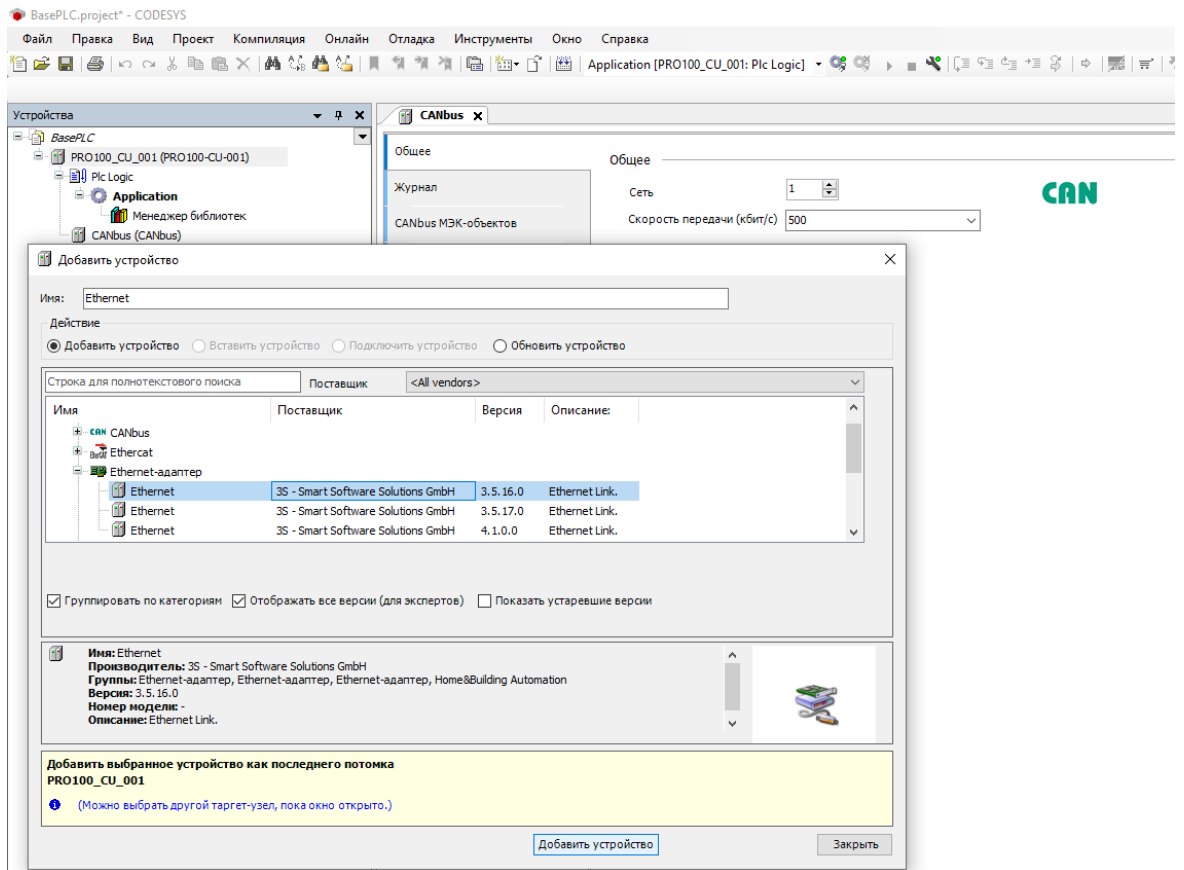 BasePLC.project* - CODESYS
Файл Правка Вид Проект Компиляция Онлайн Отладка Инструменты Окно Справка
Application [PRO100_CU_001: Plc Logic]
Устройства
CANbus
BasePLC
PRO100_CU_001 (PRO100-CU-001)
Plc Logic
Application
Менеджер библиотек
CANbus (CANbus)
Общее
Журнал
CANbus МЭК-объектов
Общее
Сеть 1
CAN
Скорость передачи (кбит/с) 500
Добавить устройство
Имя: Ethernet
Действие
Добавить устройство Вставить устройство Подключить устройство Обновить устройство
Строка для полнотекстового поиска Поставщик <All vendors>
Имя Поставщик Версия Описание:
CAN CANbus
Ethercat
Ethernet-адаптер
Ethernet 3S - Smart Software Solutions GmbH 3.5.16.0 Ethernet Link.
Ethernet 3S - Smart Software Solutions GmbH 3.5.17.0 Ethernet Link.
Ethernet 3S - Smart Software Solutions GmbH 4.1.0.0 Ethernet Link.
Группировать по категориям Отображать все версии (для экспертов) Показать устаревшие версии
Имя: Ethernet
Производитель: 3S - Smart Software Solutions GmbH
Группы: Ethernet-адаптер, Ethernet-адаптер, Ethernet-адаптер, Home&Building Automation
Версия: 3.5.16.0
Номер модели: -
Описание: Ethernet Link.
Добавить выбранное устройство как последнего потомка
PRO100_CU_001
(Можно выбрать другой таргет-узел, пока окно открыто.)
Добавить устройство Закрыть